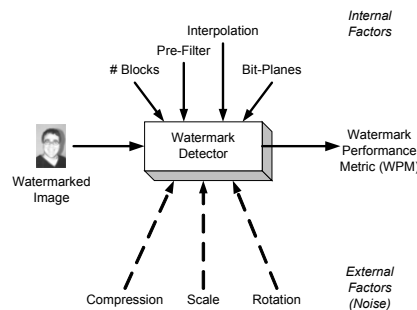 Interpolation
Internal
Factors
Pre-Filter
# Blocks
Bit-Planes
Watermark
Detector
Watermarked
Image
Watermark
Performance
Metric (WPM)
Compression
Scale
Rotation
External
Factors
(Noise)